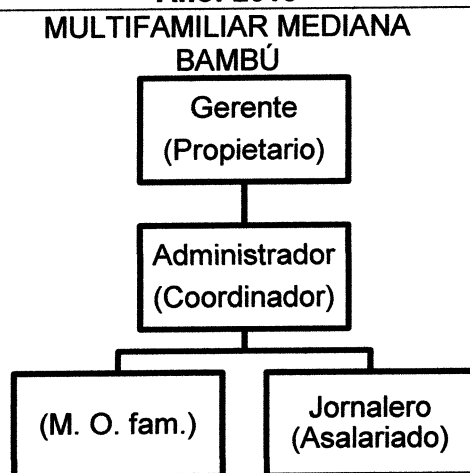 MULTIFAMILIAR MEDIANA
BAMBÚ
Gerente
(Propietario)
Administrador
(Coordinador)
(M. O. fam.)
Jornalero
(Asalariado)